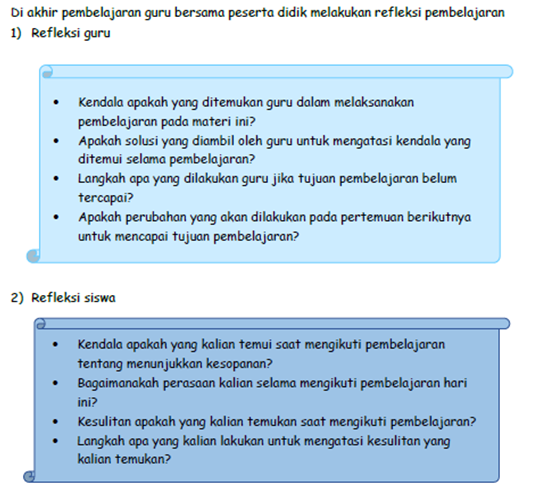 Di akhir pembelajaran guru bersama peserta didik melakukan refleksi pembelajaran
1) Refleksi guru
• Kendala apakah yang ditemukan guru dalam melaksanakan
pembelajaran pada materi ini?
• Apakah solusi yang diambil oleh guru untuk mengatasi kendala yang
ditemui selama pembelajaran?
• Langkah apa yang dilakukan guru jika tujuan pembelajaran belum
tercapai?
• Apakah perubahan yang akan dilakukan pada pertemuan berikutnya
untuk mencapai tujuan pembelajaran?
2) Refleksi siswa
• Kendala apakah yang kalian temui saat mengikuti pembelajaran
tentang menunjukkan kesopanan?
• Bagaimanakah perasaan kalian selama mengikuti pembelajaran hari
ini?
• Kesulitan apakah yang kalian temukan saat mengikuti pembelajaran?
• Langkah apa yang kalian lakukan untuk mengatasi kesulitan yang
kalian temukan?